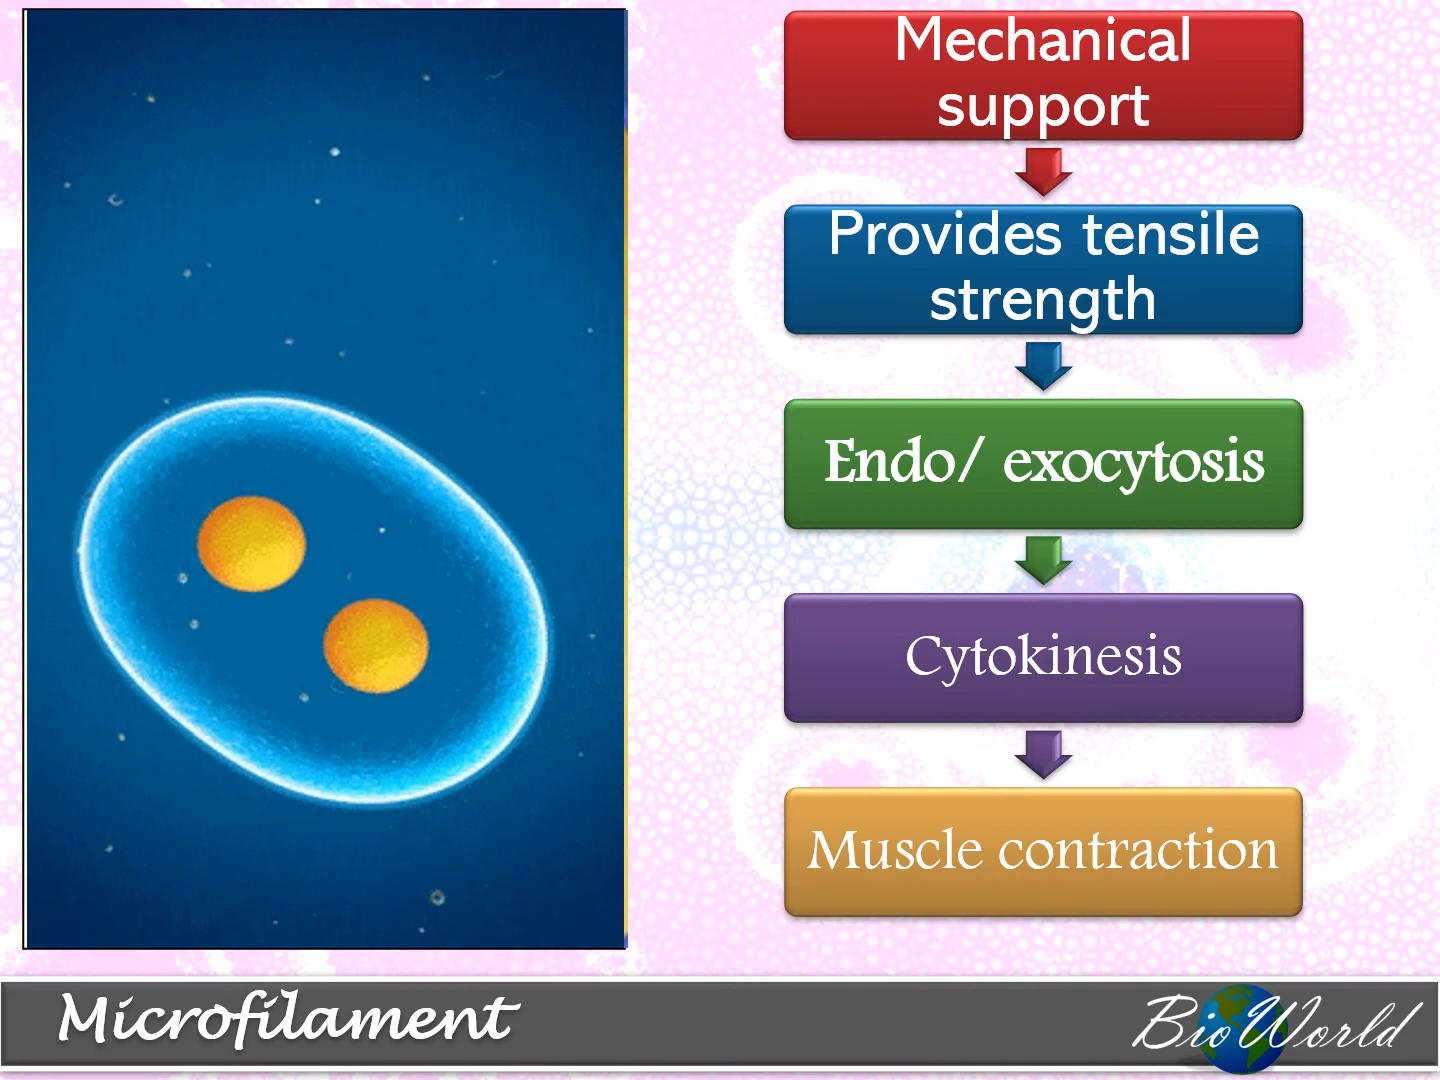 Mechanical
support
Provides tensile
strength
Endo/ exocytosis
Cytokinesis
Muscle contraction
Microfilament
BioWorld